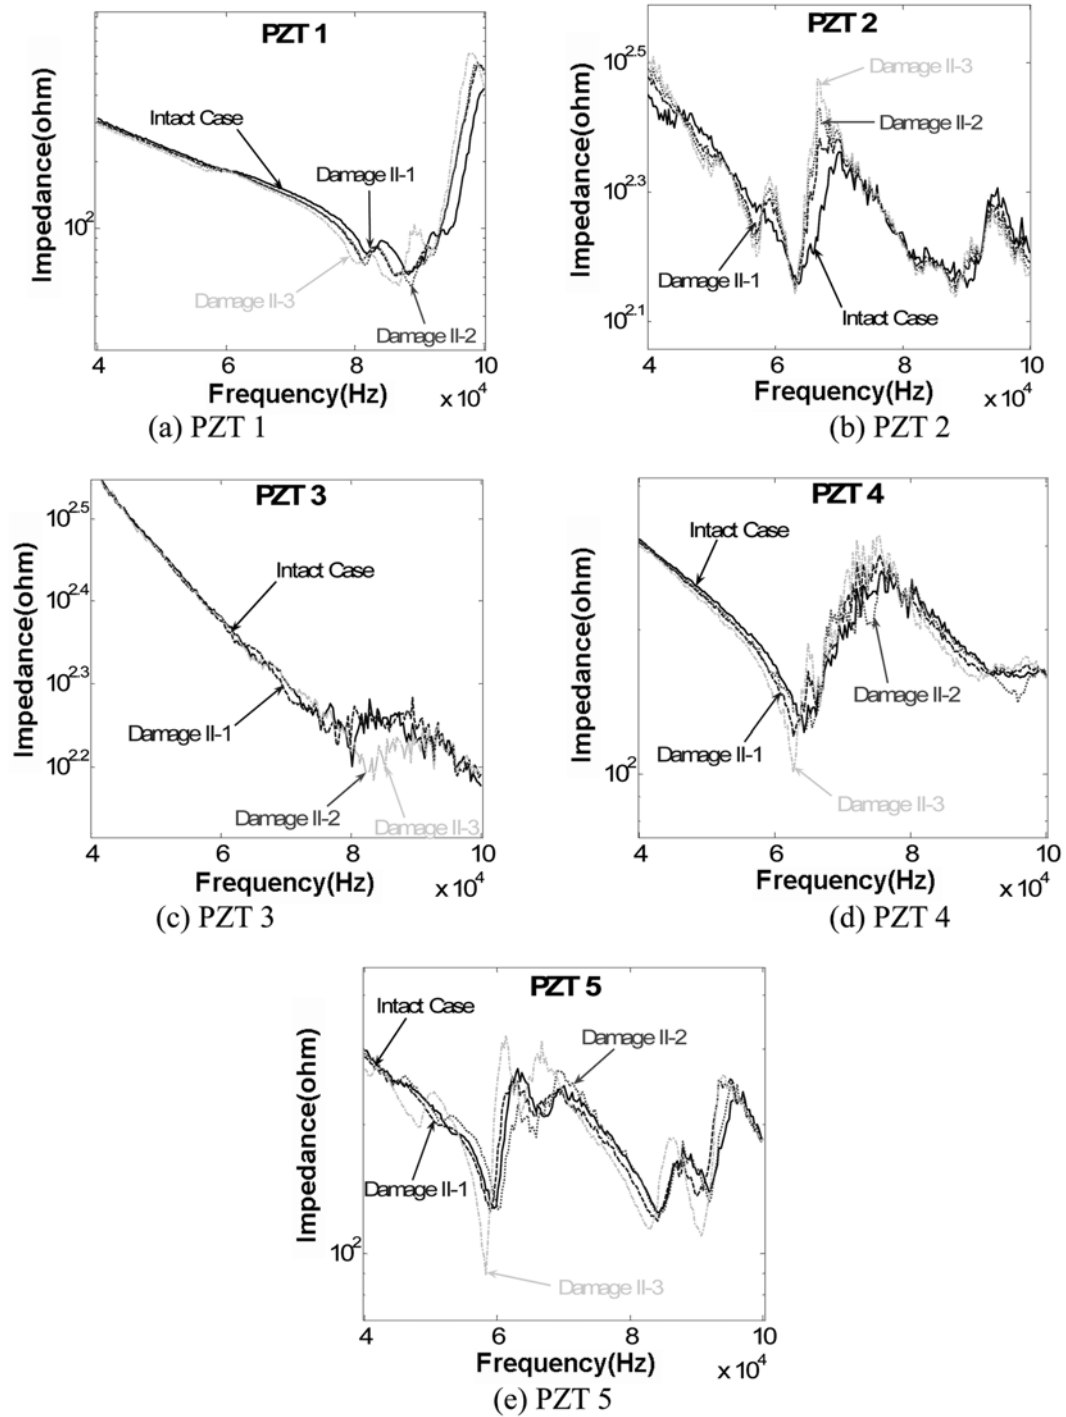 PZT 1
Impedance(ohm)
Intact Case
Damage II-1
10^2
Damage II-3
Damage II-2
4 6 8 10
Frequency(Hz)
x 10^4
(a) PZT 1
PZT 2
Impedance(ohm)
10^2.5
Damage II-3
Damage II-2
10^2.3
Damage II-1
10^2.1
Intact Case
4 6 8 10
Frequency(Hz)
x 10^4
(b) PZT 2
PZT 3
Impedance(ohm)
10^2.5
Intact Case
10^2.4
10^2.3
Damage II-1
10^2.2
Damage II-2
Damage II-3
4 6 8 10
Frequency(Hz)
x 10^4
(c) PZT 3
PZT 4
Impedance(ohm)
Intact Case
Damage II-2
Damage II-1
10^2
Damage II-3
4 6 8 10
Frequency(Hz)
x 10^4
(d) PZT 4
PZT 5
Impedance(ohm)
Intact Case
Damage II-2
Damage II-1
10^2
Damage II-3
4 6 8 10
Frequency(Hz)
x 10^4
(e) PZT 5